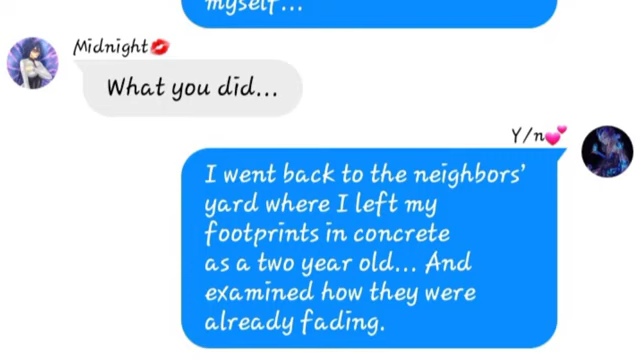 myself...
Midnight💋
What you did...
Y/n💕
I went back to the neighbors'
yard where I left my
footprints in concrete
as a two year old... And
examined how they were
already fading.